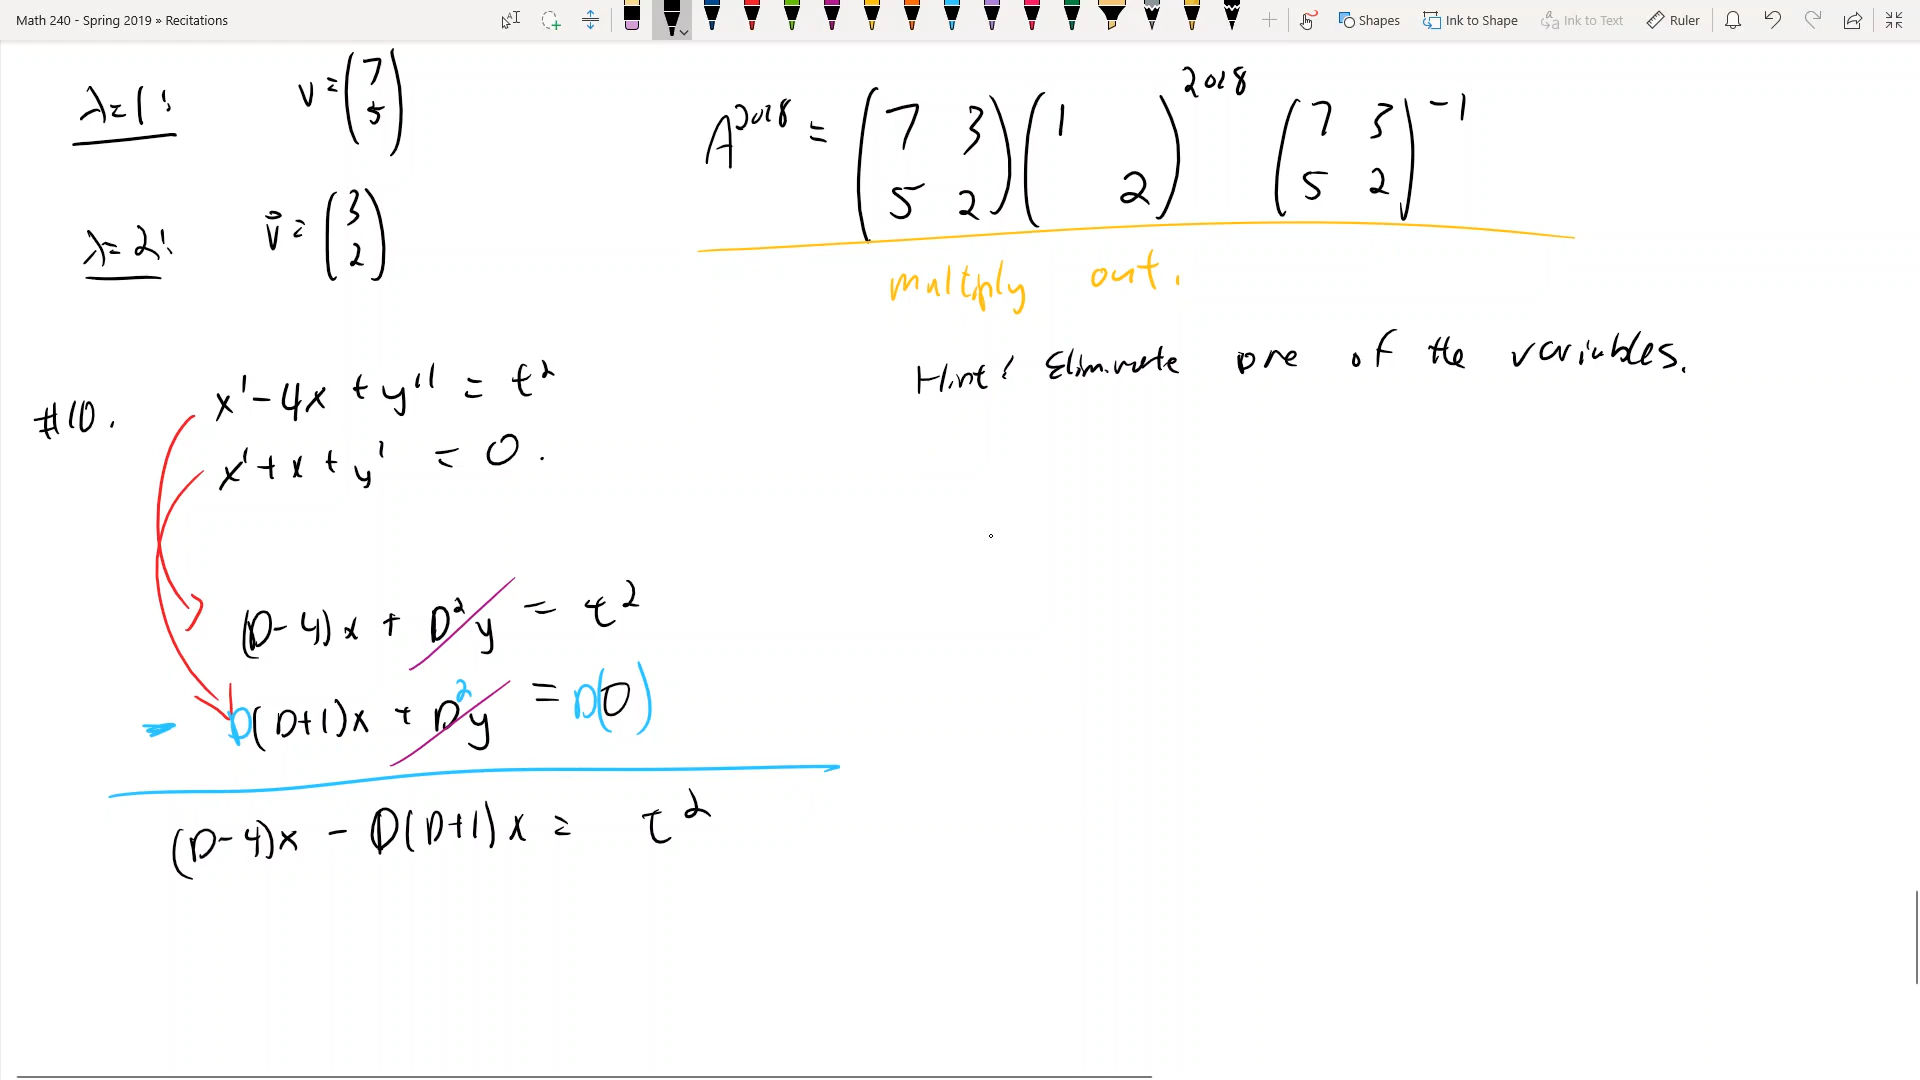 Math 240 - Spring 2019 » Recitations
Shapes
Ink to Shape
Ink to Text
Ruler
λ=1: v=(7 5)
λ=2: v⃗=(3 2)
A^2018 = (7 3 5 2)(1 2)^2018 (7 3 5 2)^-1
multiply out.
Hint: Eliminate one of the variables.
#10. x'-4x+y''=t^2
x'+x+y' = 0.
(D-4)x + D^2y = t^2
- D(D+1)x + D^2y = D(0)
(D-4)x - D(D+1)x = t^2